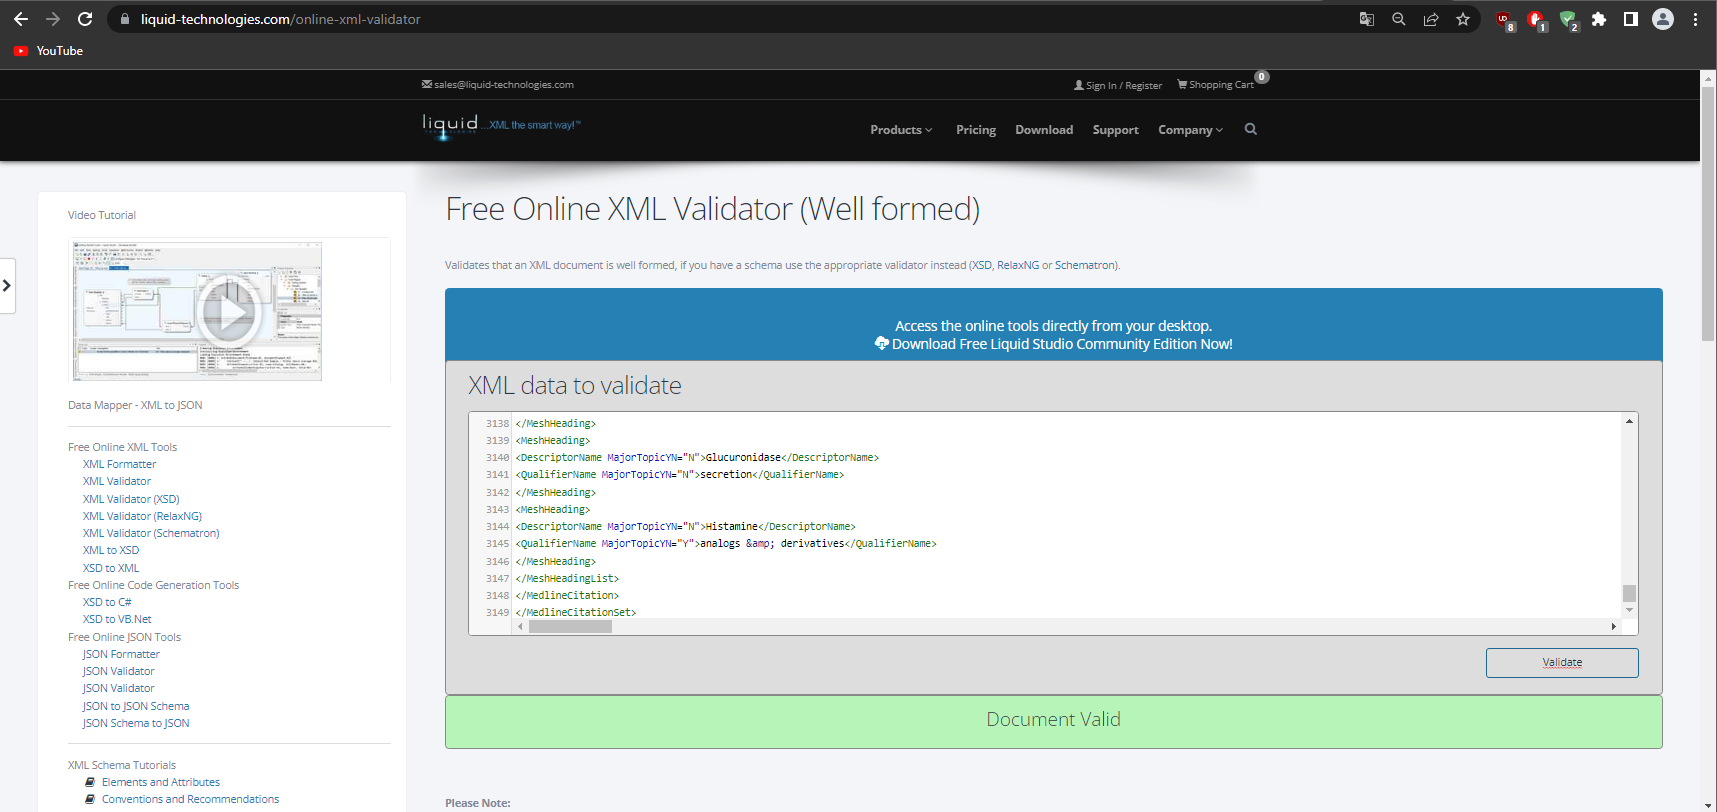 liquid-technologies.com/online-xml-validator
8
1
2
YouTube
sales@liquid-technologies.com
Sign In / Register
Shopping Cart
0
liquid
...XML the smart way!™
Products
Pricing
Download
Support
Company
Video Tutorial
Data Mapper - XML to JSON
Free Online XML Tools
XML Formatter
XML Validator
XML Validator (XSD)
XML Validator (RelaxNG)
XML Validator (Schematron)
XML to XSD
XSD to XML
Free Online Code Generation Tools
XSD to C#
XSD to VB.Net
Free Online JSON Tools
JSON Formatter
JSON Validator
JSON Validator
JSON to JSON Schema
JSON Schema to JSON
XML Schema Tutorials
Elements and Attributes
Conventions and Recommendations
Free Online XML Validator (Well formed)
Validates that an XML document is well formed, if you have a schema use the appropriate validator instead (XSD, RelaxNG or Schematron).
Access the online tools directly from your desktop.
Download Free Liquid Studio Community Edition Now!
XML data to validate
3138 </MeshHeading>
3139 <MeshHeading>
3140 <DescriptorName MajorTopicYN="N">Glucuronidase</DescriptorName>
3141 <QualifierName MajorTopicYN="N">secretion</QualifierName>
3142 </MeshHeading>
3143 <MeshHeading>
3144 <DescriptorName MajorTopicYN="N">Histamine</DescriptorName>
3145 <QualifierName MajorTopicYN="Y">analogs &amp; derivatives</QualifierName>
3146 </MeshHeading>
3147 </MeshHeadingList>
3148 </MedlineCitation>
3149 </MedlineCitationSet>
Validate
Document Valid
Please Note: